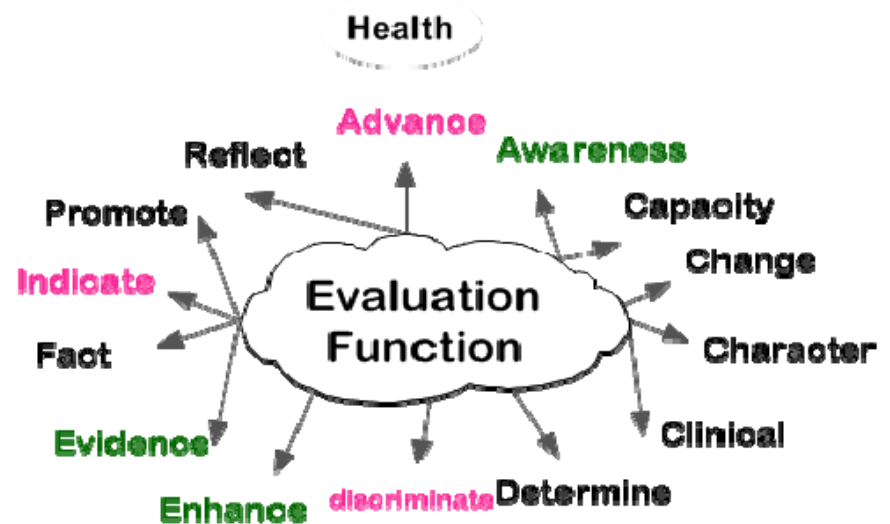 Health
Advance
Reflect
Awareness
Promote
Capacity
Indicate
Change
Evaluation
Function
Fact
Character
Evidence
Clinical
Enhance
discriminate
Determine